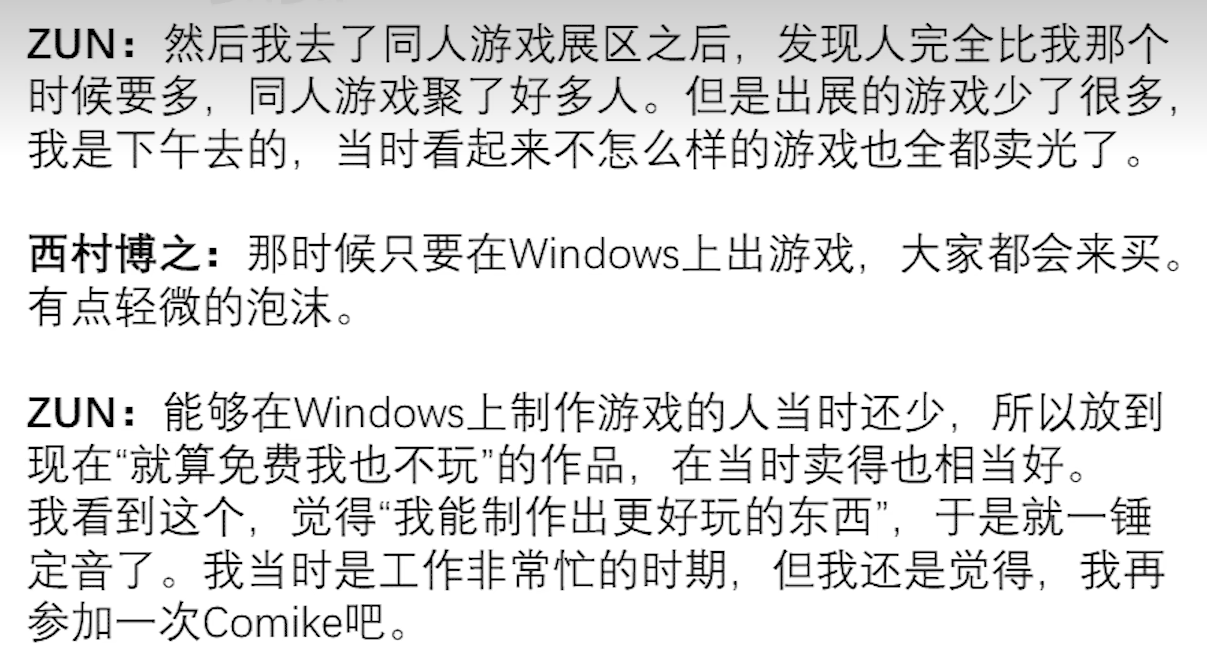 ZUN：然后我去了同人游戏展区之后，发现人完全比我那个
时候要多，同人游戏聚了好多人。但是出展的游戏少了很多，
我是下午去的，当时看起来不怎么样的游戏也全都卖光了。
西村博之：那时候只要在Windows上出游戏，大家都会来买。
有点轻微的泡沫。
ZUN：能够在Windows上制作游戏的人当时还少，所以放到
现在“就算免费我也不玩”的作品，在当时卖得也相当好。
我看到这个，觉得“我能制作出更好玩的东西”，于是就一锤
定音了。我当时是工作非常忙的时期，但我还是觉得，我再
参加一次Comike吧。